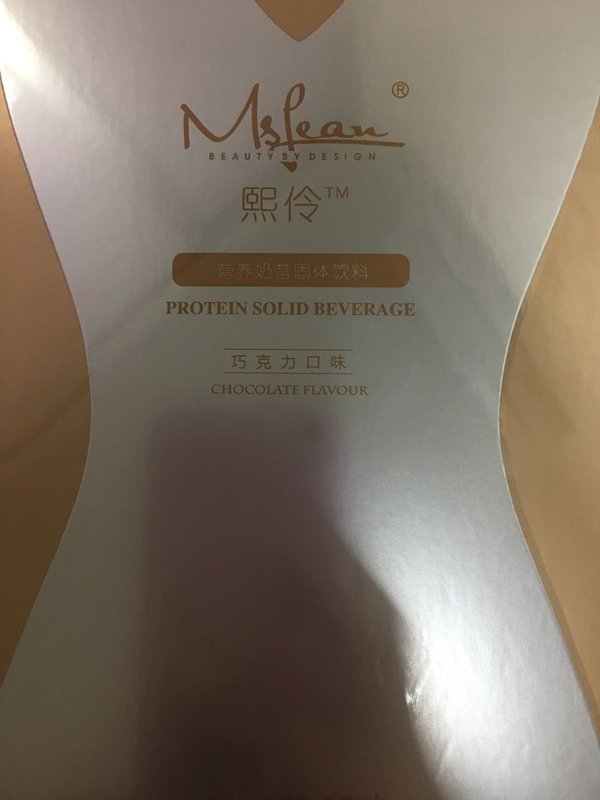 MsLean®
BEAUTY BY DESIGN
熙伶™
营养奶昔固体饮料
PROTEIN SOLID BEVERAGE
巧克力口味
CHOCOLATE FLAVOUR